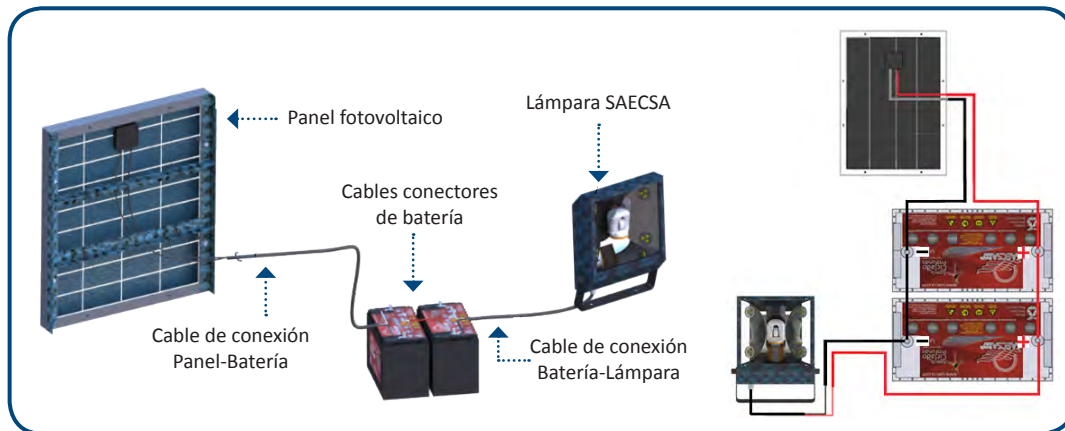 Panel fotovoltaico
Lámpara SAECSA
Cables conectores
de batería
Cable de conexión
Panel-Batería
Cable de conexión
Batería-Lámpara
- +
- +